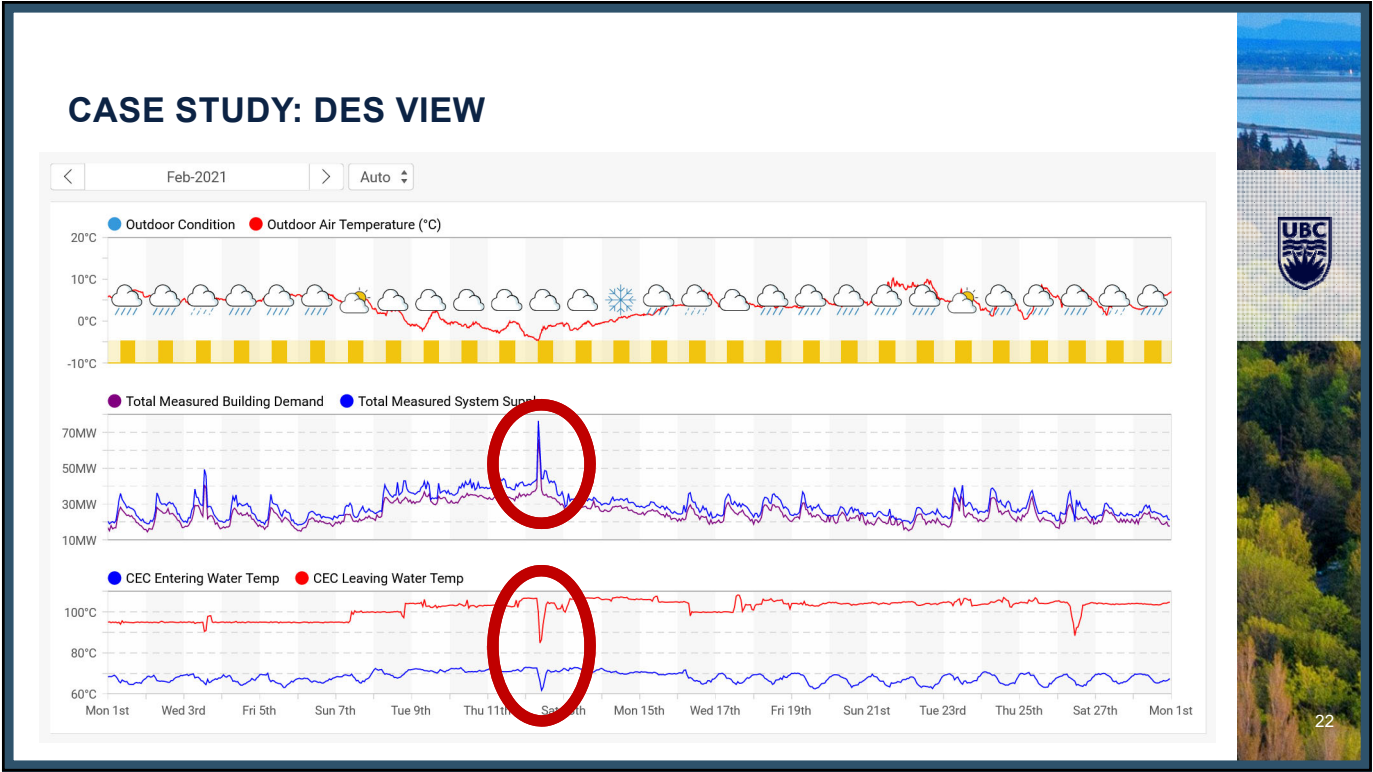 CASE STUDY: DES VIEW
Feb-2021
Auto
Outdoor Condition Outdoor Air Temperature (°C)
20°C
10°C
0°C
-10°C
Total Measured Building Demand Total Measured System
70MW
50MW
30MW
10MW
CEC Entering Water Temp CEC Leaving Water Temp
100°C
80°C
60°C
Mon 1st Wed 3rd Fri 5th Sun 7th Tue 9th Thu 11th Mon 15th Wed 17th Fri 19th Sun 21st Tue 23rd Thu 25th Sat 27th Mon 1st
UBC
22